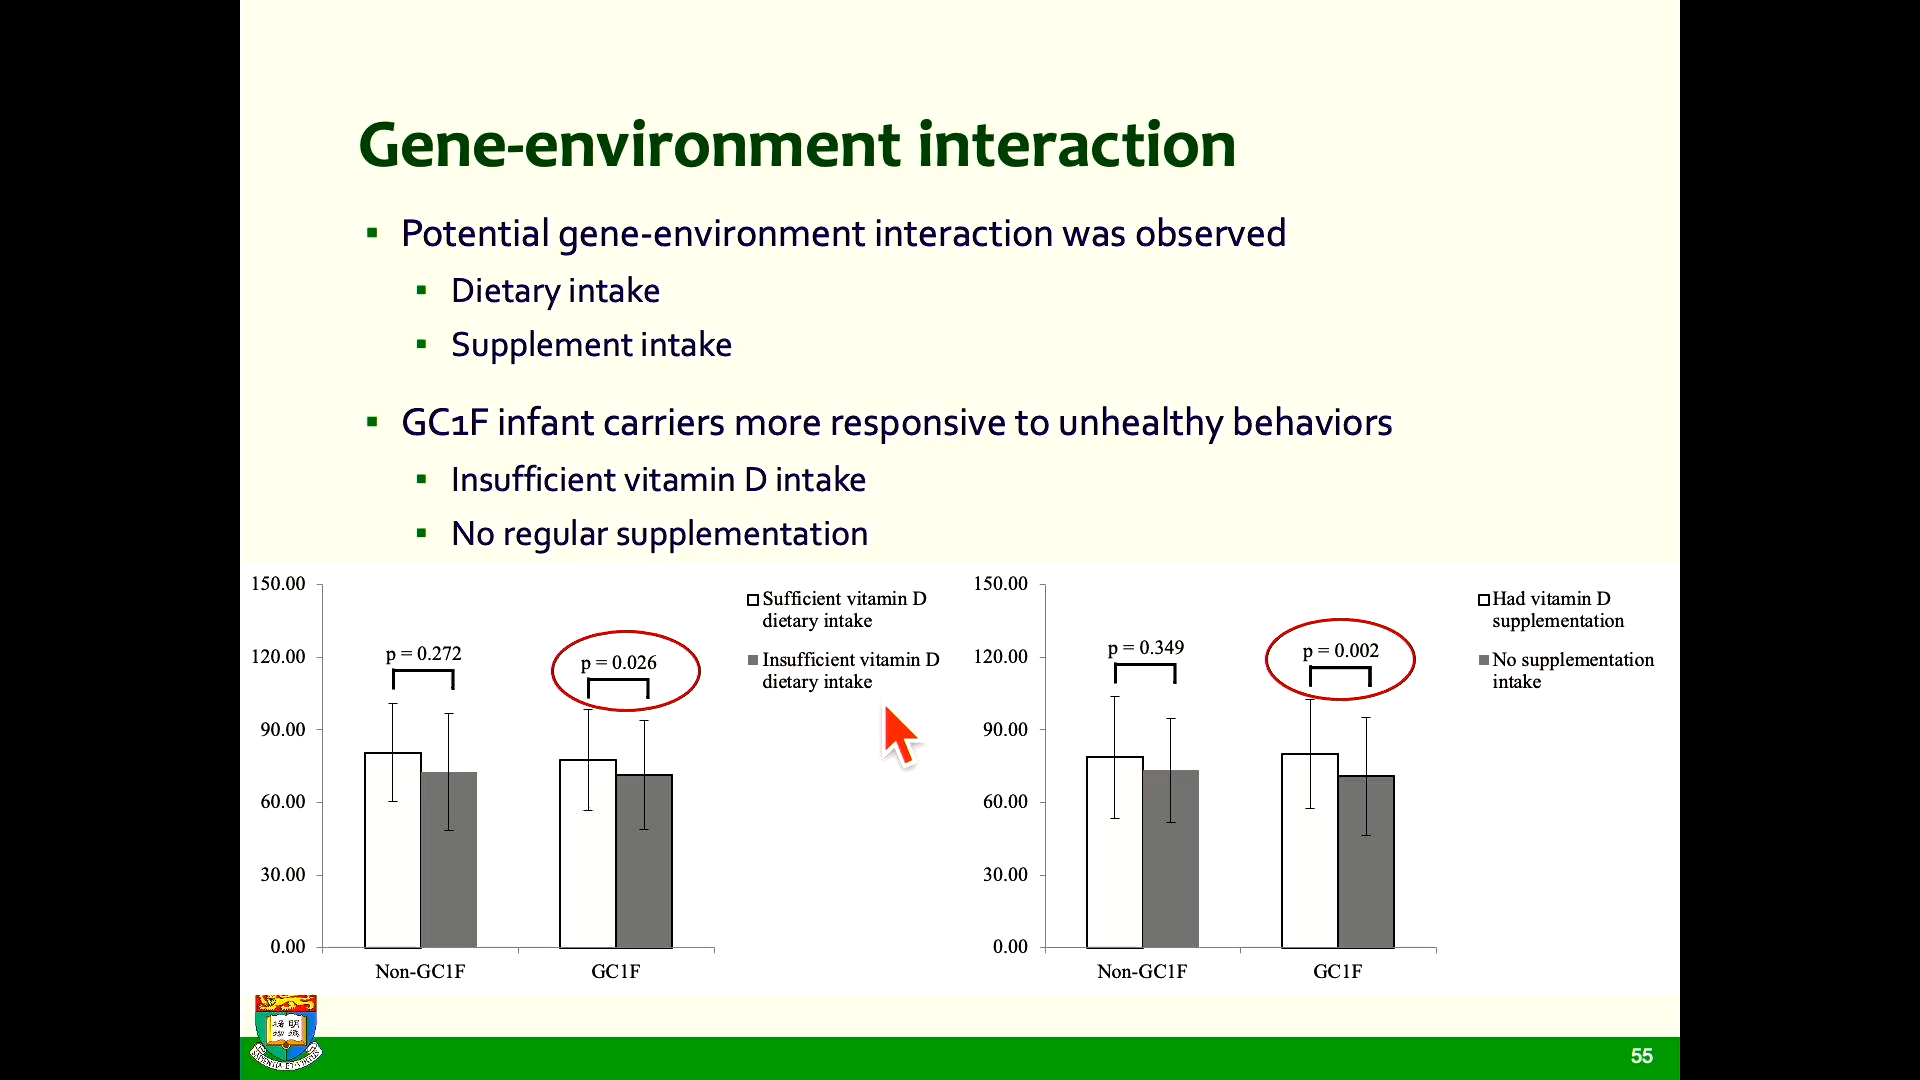 Gene-environment interaction
Potential gene-environment interaction was observed
Dietary intake
Supplement intake
GC1F infant carriers more responsive to unhealthy behaviors
Insufficient vitamin D intake
No regular supplementation
150.00
120.00
90.00
60.00
30.00
0.00
p = 0.272
p = 0.026
Non-GC1F
GC1F
Sufficient vitamin D
dietary intake
Insufficient vitamin D
dietary intake
150.00
120.00
90.00
60.00
30.00
0.00
p = 0.349
p = 0.002
Non-GC1F
GC1F
Had vitamin D
supplementation
No supplementation
intake
55